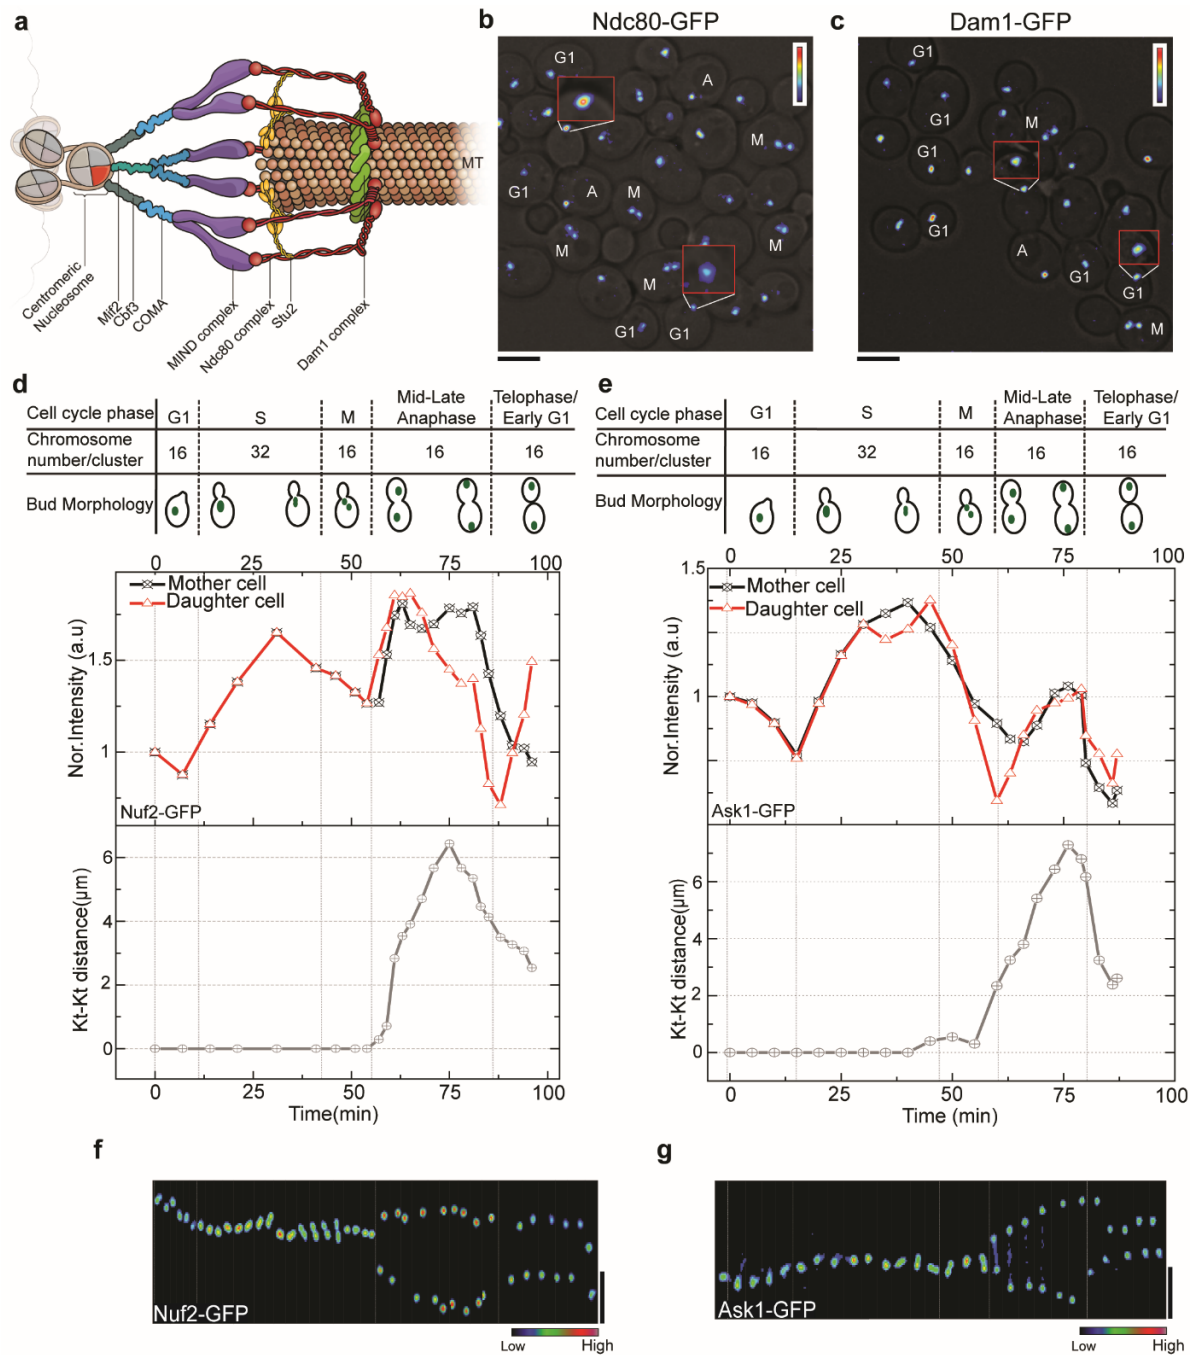 a
MT
Centromeric
Nucleosome
Mif2
Cbf3
COMA
MIND complex
Ndc80 complex
Stu2
Dam1 complex
b
Ndc80-GFP
G1
A
M
G1
A
M
M
M
M
G1
G1
c
Dam1-GFP
G1
G1
M
G1
G1
A
G1
G1
M
d
Cell cycle phase
G1
S
M
Mid-Late
Anaphase
Telophase/
Early G1
Chromosome
number/cluster
16
32
16
16
16
Bud Morphology
0 25 50 75 100
Mother cell
Daughter cell
Nor.Intensity (a.u)
1.5
1
Nuf2-GFP
Kt-Kt distance(µm)
6
4
2
0
0 25 50 75 100
Time(min)
e
Cell cycle phase
G1
S
M
Mid-Late
Anaphase
Telophase/
Early G1
Chromosome
number/cluster
16
32
16
16
16
Bud Morphology
0 25 50 75 100
1.5
Mother cell
Daughter cell
Nor.Intensity (a.u)
1
Ask1-GFP
Kt-Kt distance(µm)
6
4
2
0
0 25 50 75 100
Time (min)
f
Nuf2-GFP
Low High
g
Ask1-GFP
Low High